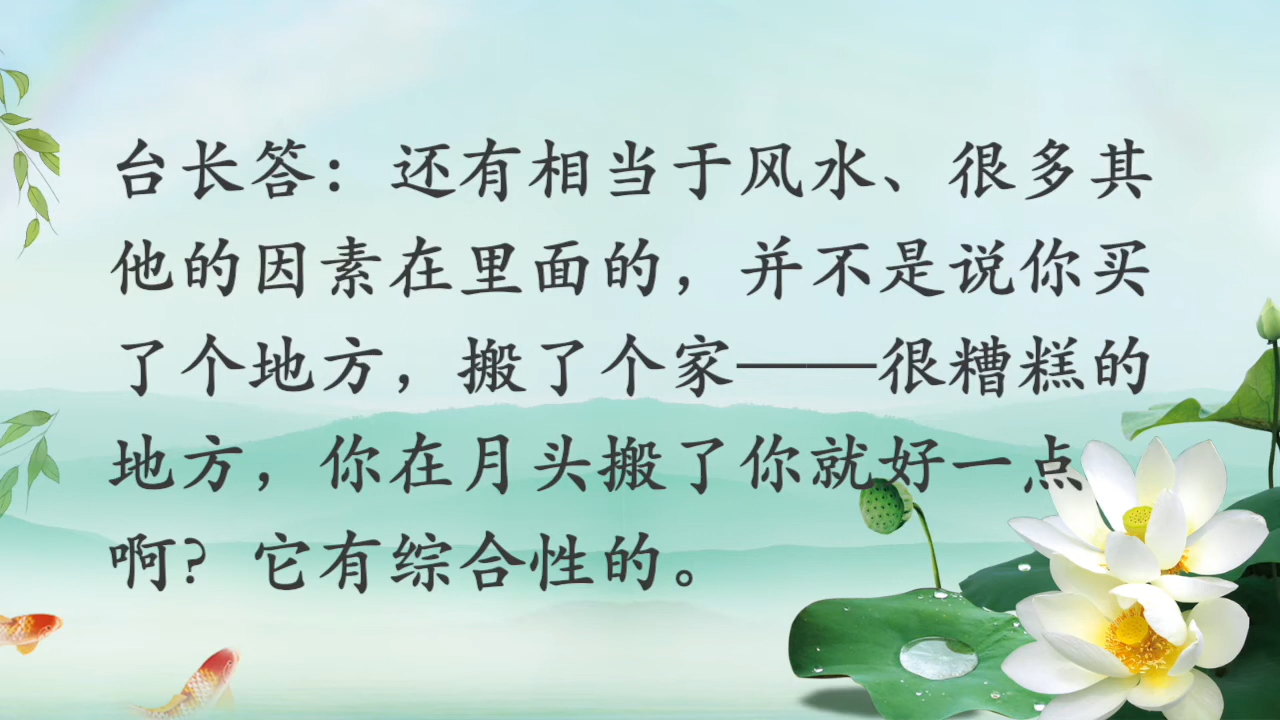 台长答：还有相当于风水、很多其
他的因素在里面的，并不是说你买
了个地方，搬了个家——很糟糕的
地方，你在月头搬了你就好一点
啊？它有综合性的。